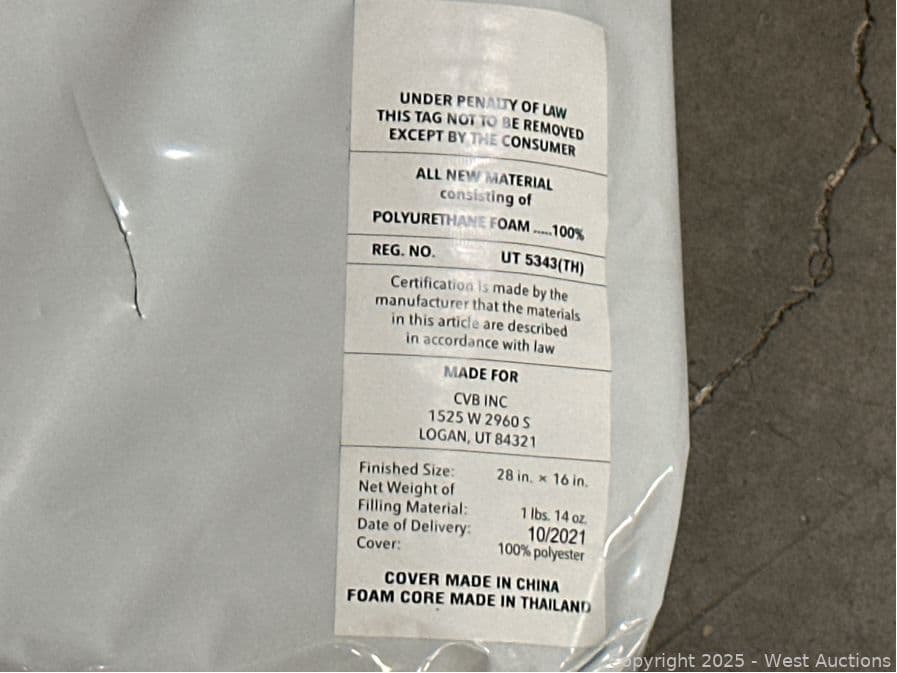 UNDER PENALTY OF LAW
THIS TAG NOT TO BE REMOVED
EXCEPT BY THE CONSUMER
ALL NEW MATERIAL
consisting of
POLYURETHANE FOAM .....100%
REG. NO. UT 5343(TH)
Certification is made by the
manufacturer that the materials
in this article are described
in accordance with law
MADE FOR
CVB INC
1525 W 2960 S
LOGAN, UT 84321
Finished Size: 28 in. × 16 in.
Net Weight of
Filling Material: 1 lbs. 14 oz.
Date of Delivery: 10/2021
Cover: 100% polyester
COVER MADE IN CHINA
FOAM CORE MADE IN THAILAND
Copyright 2025 - West Auctions